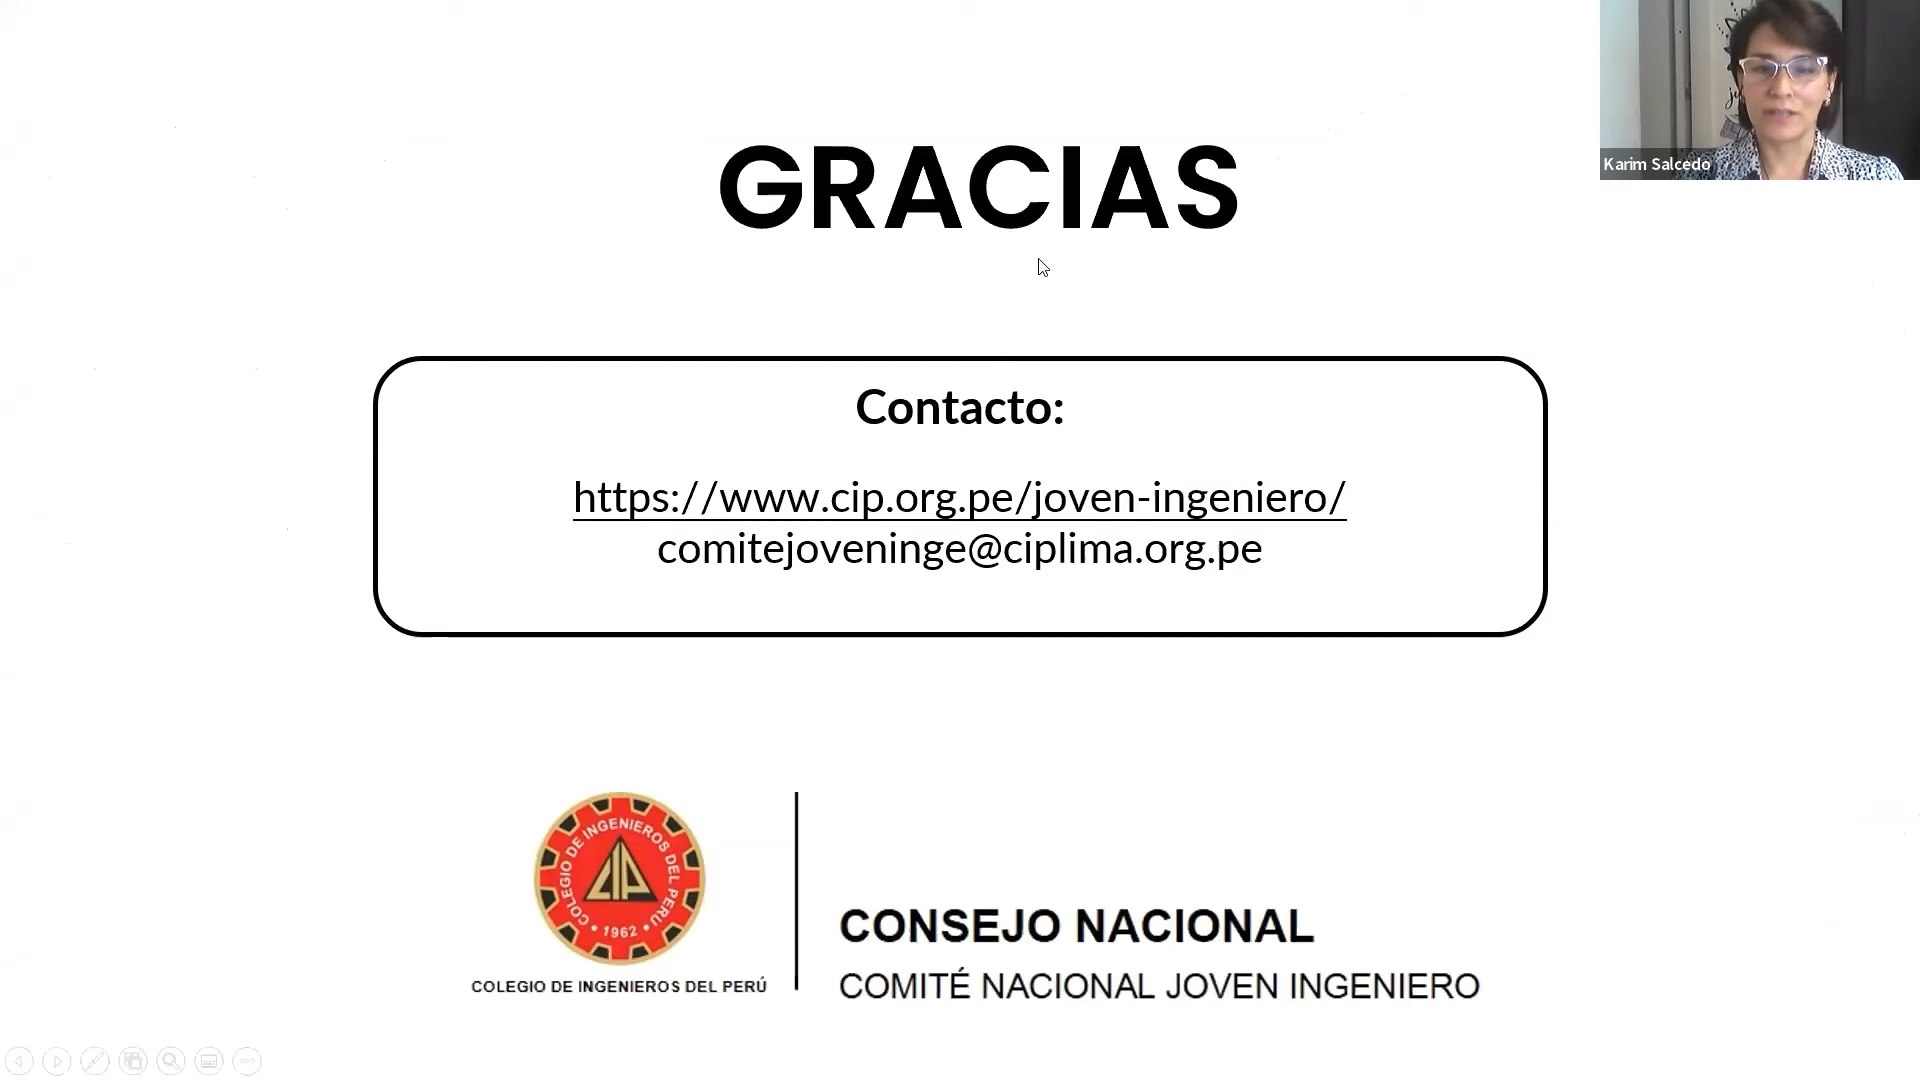 GRACIAS
Karim Salcedo
Contacto:
https://www.cip.org.pe/joven-ingeniero/
comitejoveninge@ciplima.org.pe
COLEGIO DE INGENIEROS DEL PERU
CIP
• 1962 •
COLEGIO DE INGENIEROS DEL PERÚ
CONSEJO NACIONAL
COMITÉ NACIONAL JOVEN INGENIERO